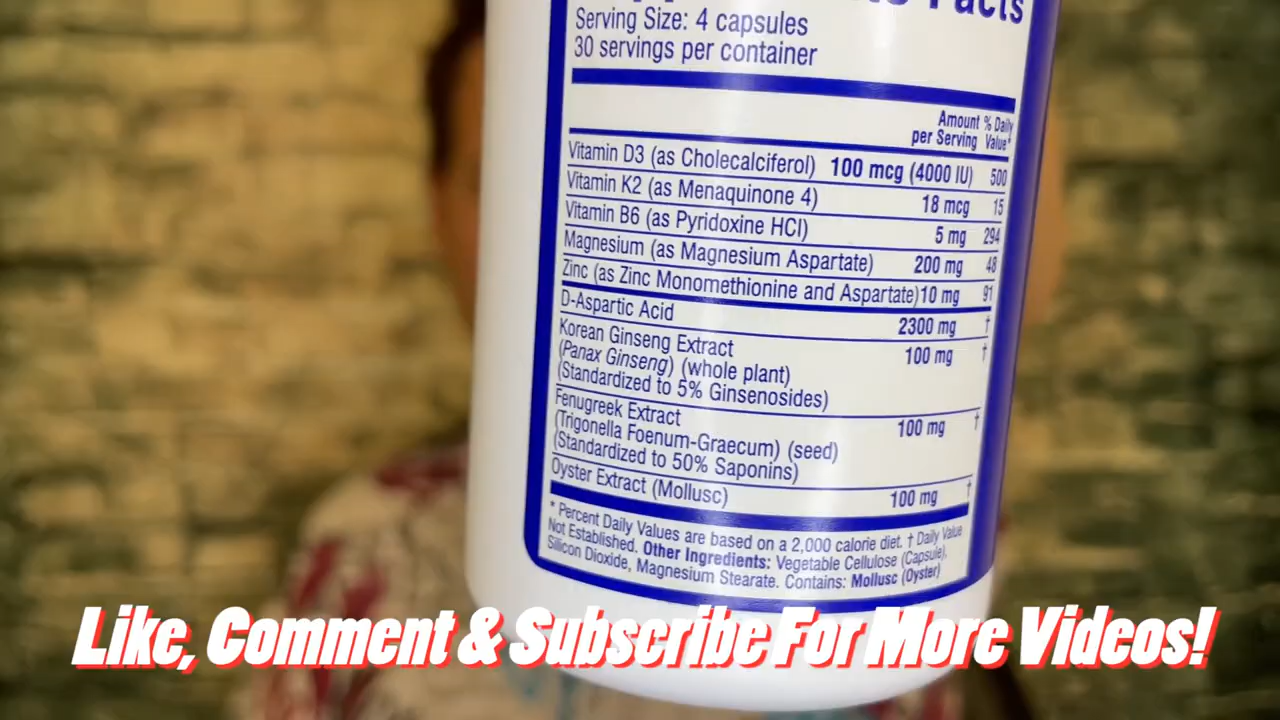 Facts
Serving Size: 4 capsules
30 servings per container
Amount % Daily
per Serving Value*
Vitamin D3 (as Cholecalciferol) 100 mcg (4000 IU) 500
Vitamin K2 (as Menaquinone 4) 18 mcg 15
Vitamin B6 (as Pyridoxine HCl) 5 mg 294
Magnesium (as Magnesium Aspartate) 200 mg 48
Zinc (as Zinc Monomethionine and Aspartate) 10 mg 91
D-Aspartic Acid 2300 mg †
Korean Ginseng Extract 100 mg †
(Panax Ginseng) (whole plant)
(Standardized to 5% Ginsenosides)
Fenugreek Extract 100 mg †
(Trigonella Foenum-Graecum) (seed)
(Standardized to 50% Saponins)
Oyster Extract (Mollusc) 100 mg †
* Percent Daily Values are based on a 2,000 calorie diet. † Daily Value
Not Established. Other Ingredients: Vegetable Cellulose (Capsule),
Silicon Dioxide, Magnesium Stearate. Contains: Mollusc (Oyster)
Like, Comment & Subscribe For More Videos!